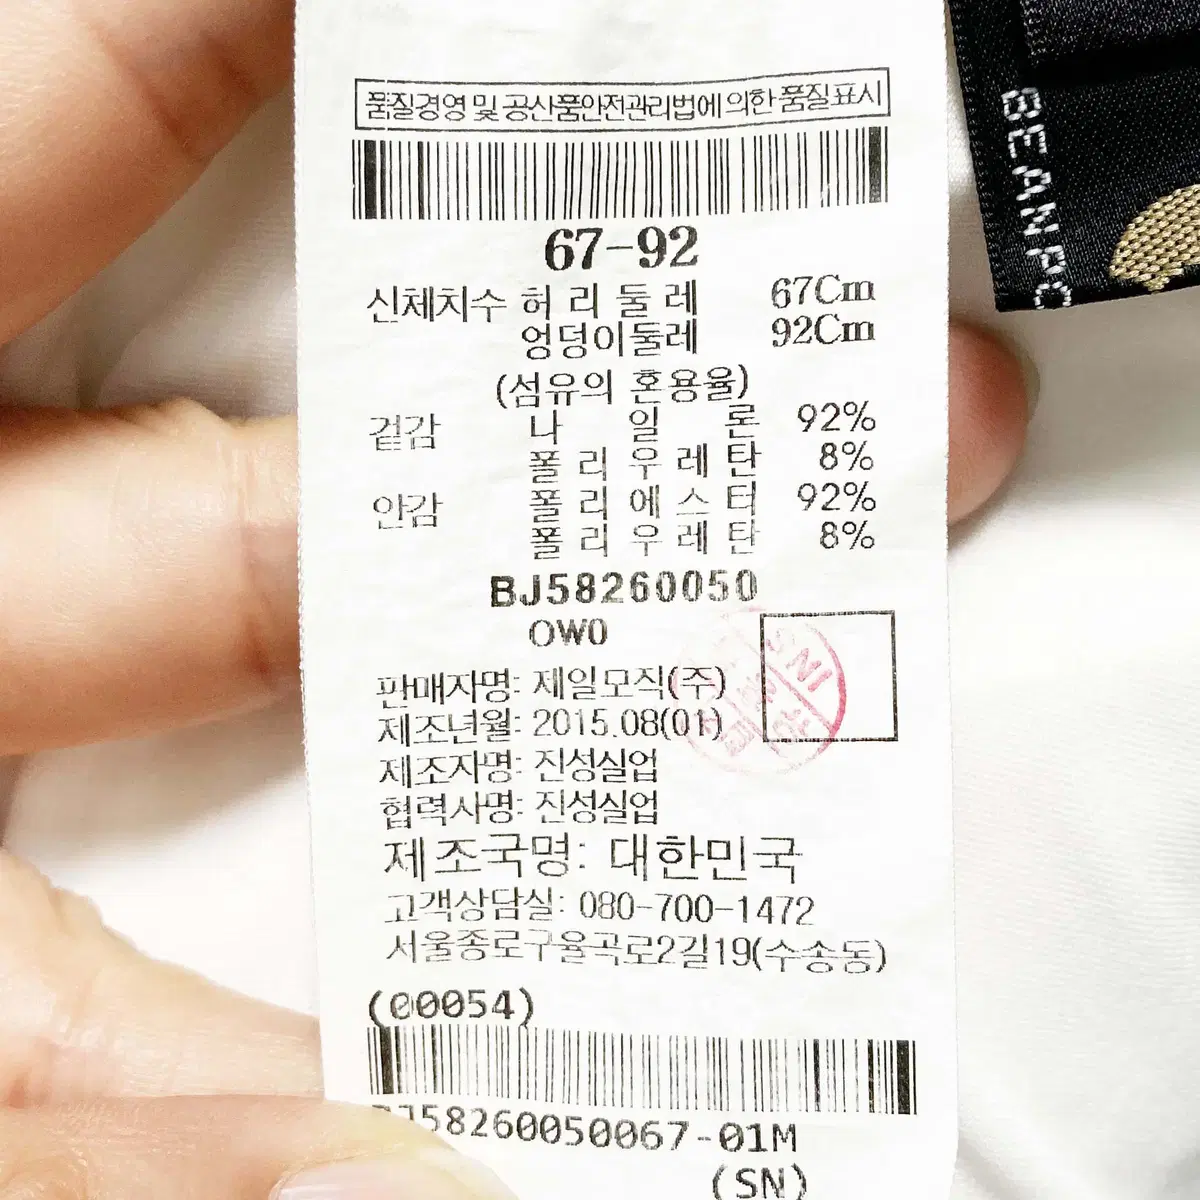 품질경영 및 공산품안전관리법에 의한 품질표시
BEANPO
67-92
신체치수 허 리 둘 레 67Cm
엉덩이둘레 92Cm
(섬유의 혼용율)
겉감 나 일 론 92%
폴 리 우 레 탄 8%
안감 폴 리 에 스 터 92%
폴 리 우 레 탄 8%
BJ58260050
OW0
판매자명: 제일모직(주)
제조년월: 2015.08(01)
제조자명: 진성실업
협력사명: 진성실업
제조국명: 대한민국
고객상담실: 080-700-1472
서울종로구율곡로2길19(수송동)
(00054)
BJ58260050067-01M
(SN)